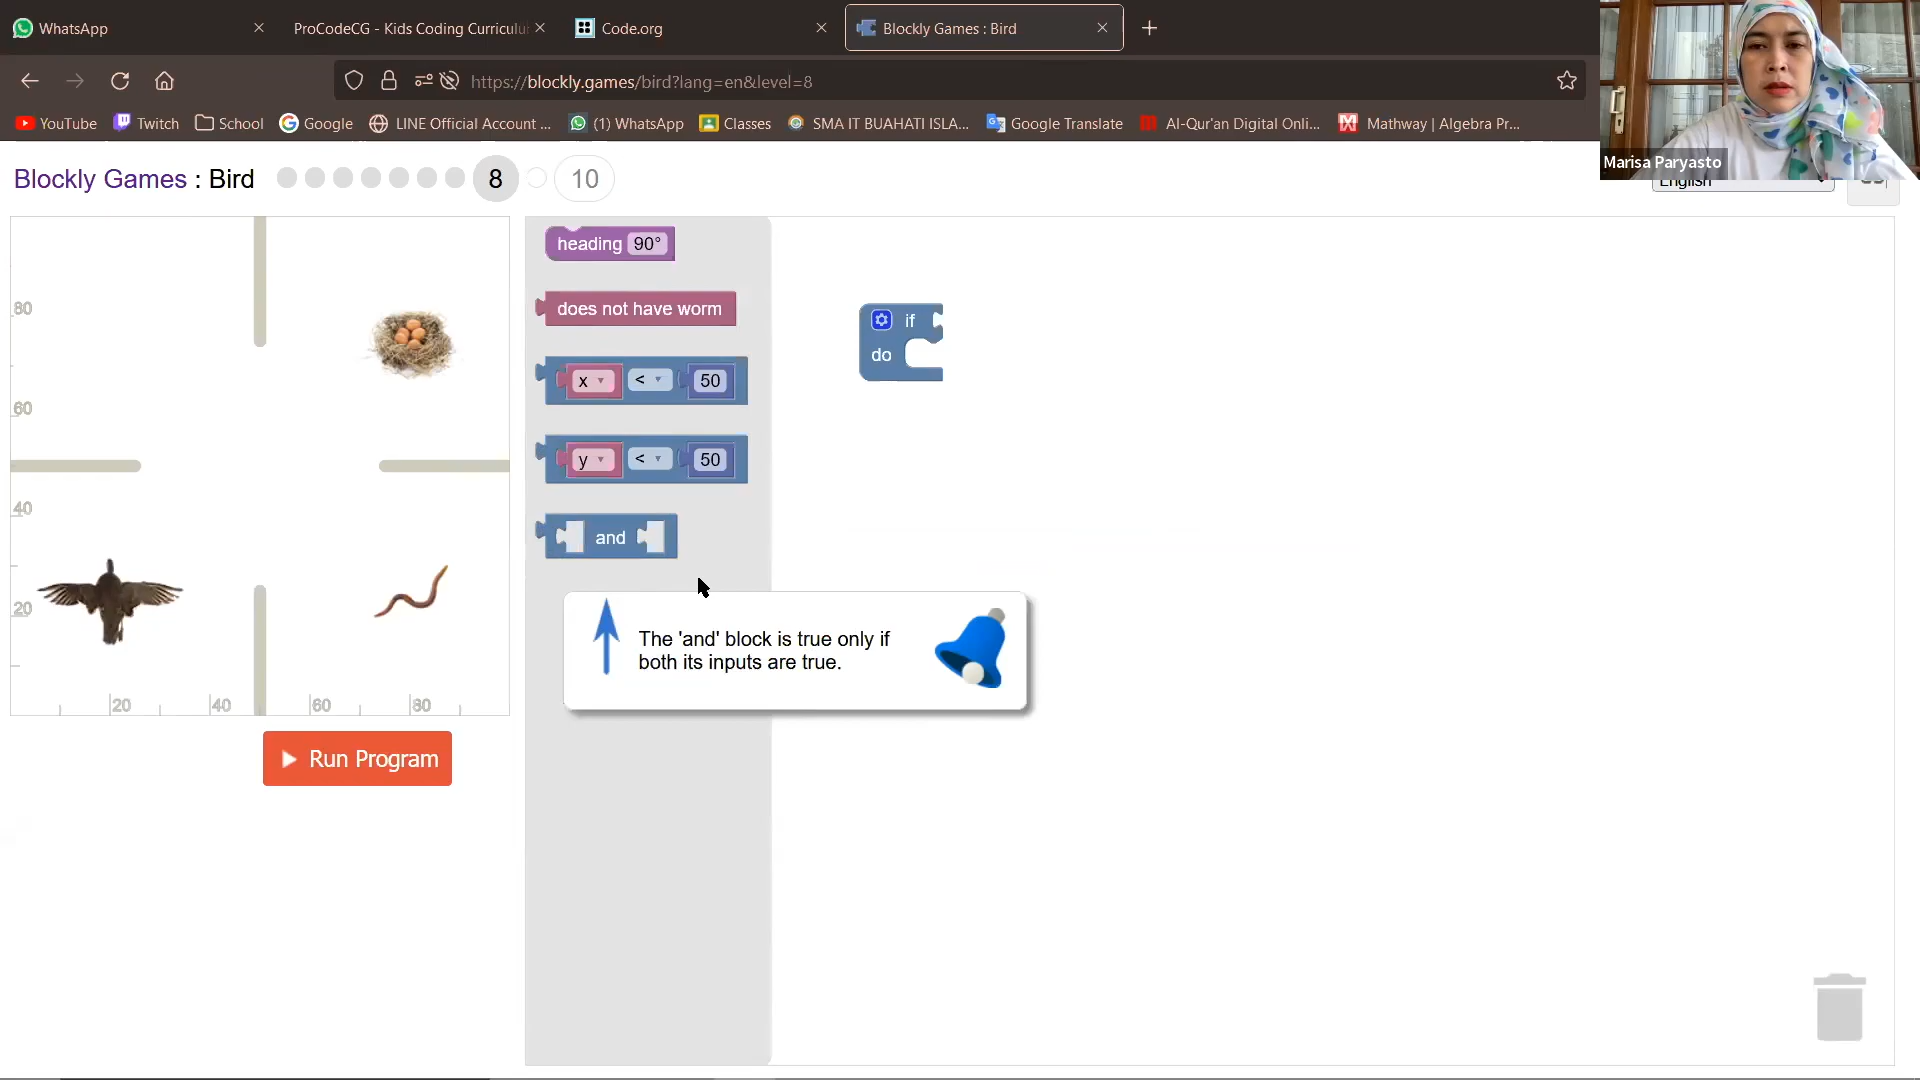 WhatsApp
ProCodeCG - Kids Coding Curriculu
Code.org
Blockly Games : Bird
https://blockly.games/bird?lang=en&level=8
YouTube
Twitch
School
Google
LINE Official Account ...
(1) WhatsApp
Classes
SMA IT BUAHATI ISLA...
Google Translate
Al-Qur'an Digital Onli...
Mathway | Algebra Pr...
Marisa Paryasto
Blockly Games : Bird
8
10
English
80
60
40
20
20
40
60
80
Run Program
heading 90°
does not have worm
x < 50
y < 50
and
if
do
The 'and' block is true only if
both its inputs are true.